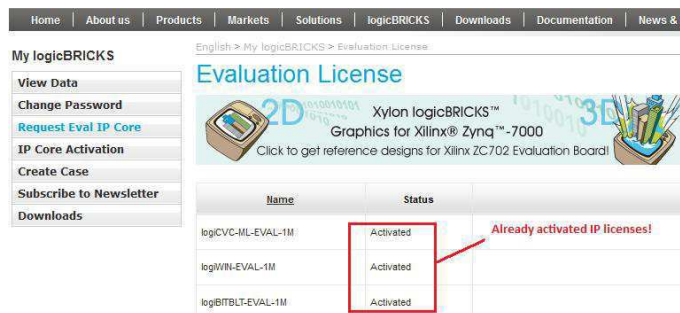 Home | About us | Products | Markets | Solutions | logicBRICKS | Downloads | Documentation | News &
My logicBRICKS
View Data
Change Password
Request Eval IP Core
IP Core Activation
Create Case
Subscribe to Newsletter
Downloads
English > My logicBRICKS > Evaluation License
Evaluation License
2D
3D
Xylon logicBRICKS™
Graphics for Xilinx® Zynq™-7000
Click to get reference designs for Xilinx ZC702 Evaluation Board!
Name Status
logiCVC-ML-EVAL-1M Activated
Already activated IP licenses!
logiWIN-EVAL-1M Activated
logiBITBLT-EVAL-1M Activated